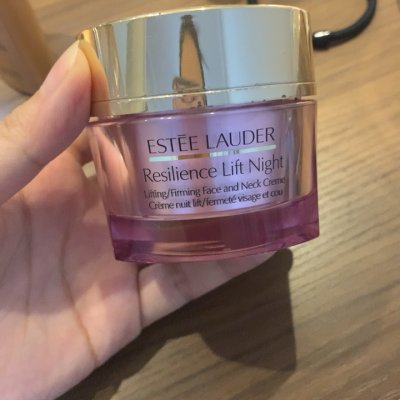 ESTĒE LAUDER
Resilience Lift Night
Lifting/Firming Face and Neck Creme
Crème nuit lift/fermeté visage et cou